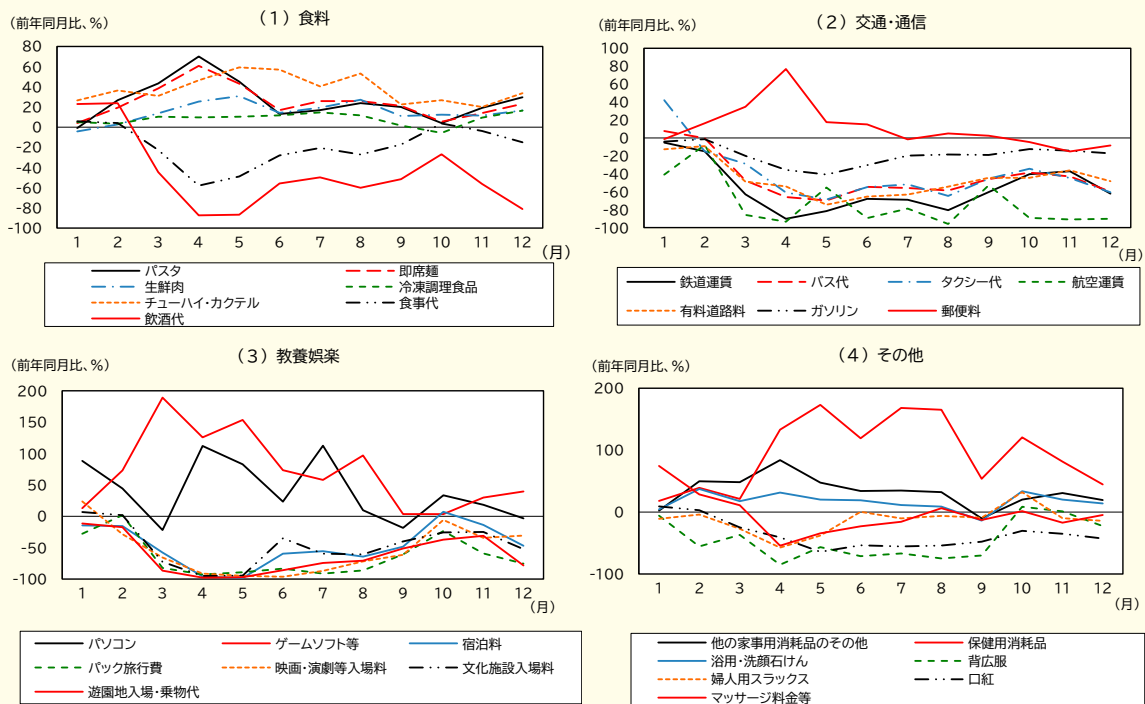 (1) 食料
(前年同月比、%)
80
60
40
20
0
-20
-40
-60
-80
-100
1 2 3 4 5 6 7 8 9 10 11 12
(月)
パスタ 即席麺
生鮮肉 冷凍調理食品
チューハイ・カクテル 食事代
飲酒代
(2) 交通・通信
(前年同月比、%)
100
80
60
40
20
0
-20
-40
-60
-80
-100
1 2 3 4 5 6 7 8 9 10 11 12
(月)
鉄道運賃 バス代 タクシー代 航空運賃
有料道路料 ガソリン 郵便料
(3) 教養娯楽
(前年同月比、%)
200
150
100
50
0
-50
-100
1 2 3 4 5 6 7 8 9 10 11 12
(月)
パソコン ゲームソフト等 宿泊料
パック旅行費 映画・演劇等入場料 文化施設入場料
遊園地入場・乗物代
(4) その他
(前年同月比、%)
200
100
0
-100
1 2 3 4 5 6 7 8 9 10 11 12
(月)
他の家事用消耗品のその他 保健用消耗品
浴用・洗顔石けん 背広服
婦人用スラックス 口紅
マッサージ料金等